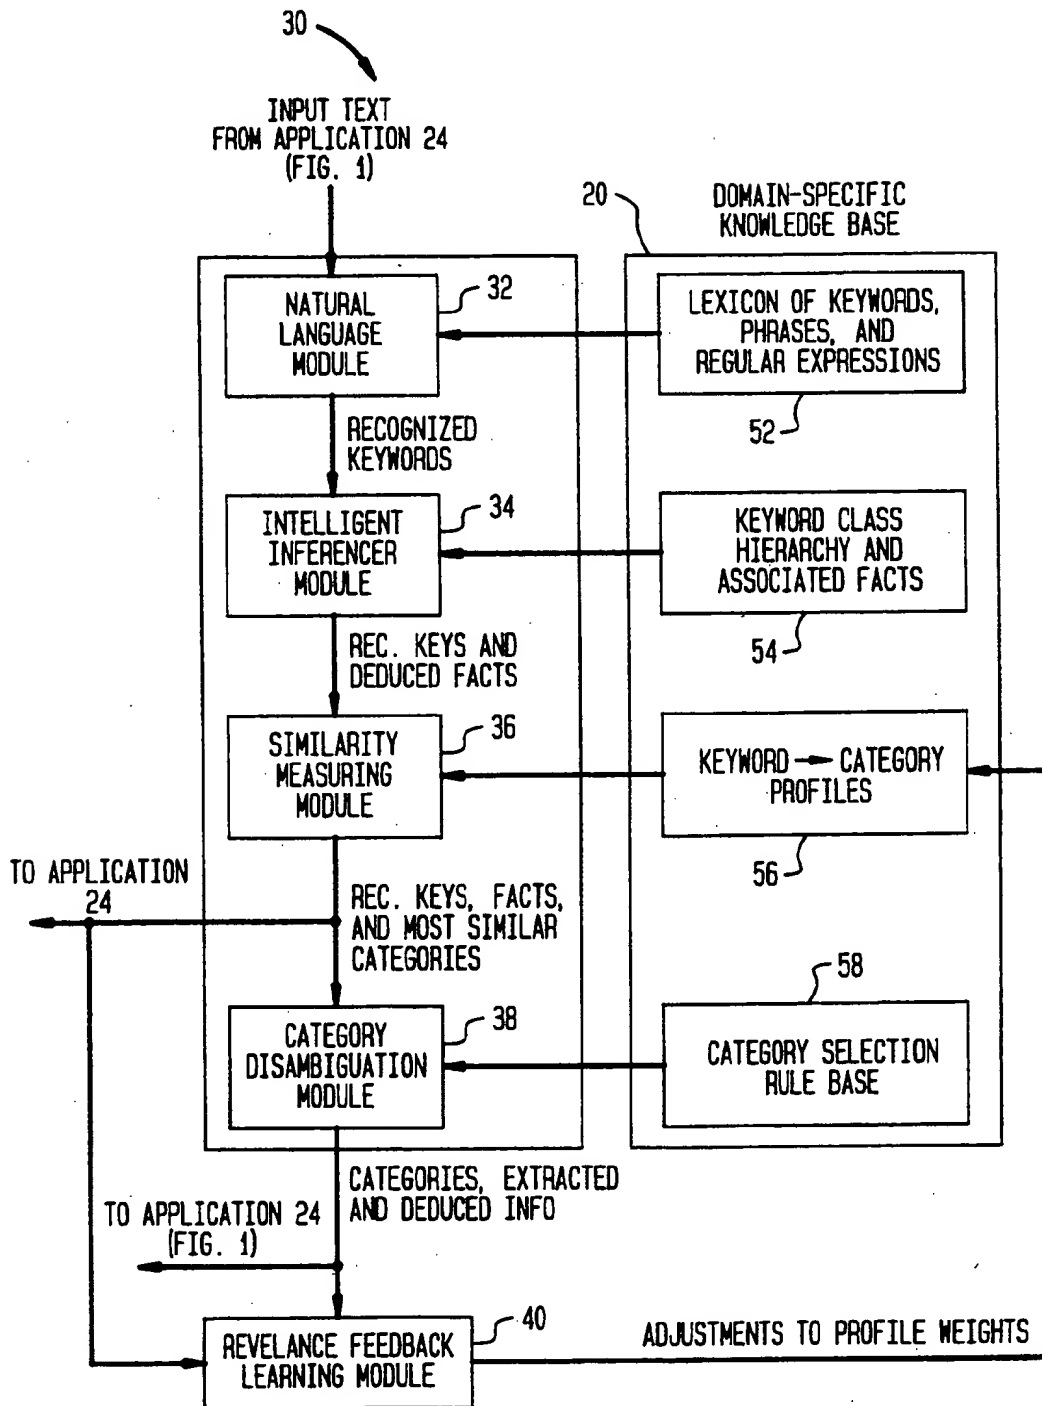 30
INPUT TEXT
FROM APPLICATION 24
(FIG. 1)
20
DOMAIN-SPECIFIC
KNOWLEDGE BASE
NATURAL
LANGUAGE
MODULE
32
LEXICON OF KEYWORDS,
PHRASES, AND
REGULAR EXPRESSIONS
52
RECOGNIZED
KEYWORDS
INTELLIGENT
INFERENCER
MODULE
34
KEYWORD CLASS
HIERARCHY AND
ASSOCIATED FACTS
54
REC. KEYS AND
DEDUCED FACTS
SIMILARITY
MEASURING
MODULE
36
KEYWORD → CATEGORY
PROFILES
56
TO APPLICATION
24
REC. KEYS, FACTS,
AND MOST SIMILAR
CATEGORIES
58
CATEGORY
DISAMBIGUATION
MODULE
38
CATEGORY SELECTION
RULE BASE
CATEGORIES, EXTRACTED
AND DEDUCED INFO
TO APPLICATION 24
(FIG. 1)
REVELANCE FEEDBACK
LEARNING MODULE
40
ADJUSTMENTS TO PROFILE WEIGHTS